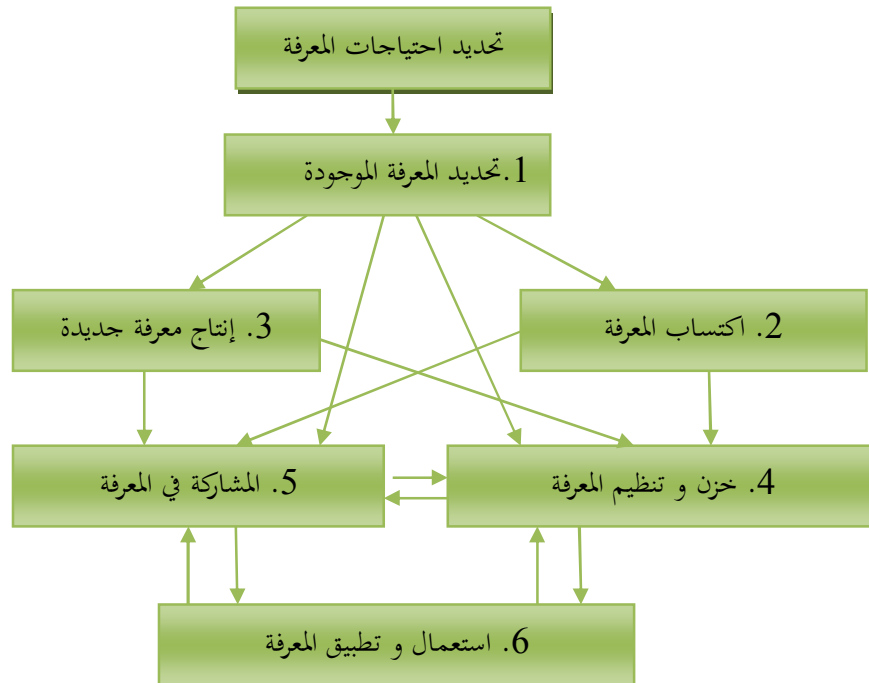 تحديد احتياجات المعرفة
1.تحديد المعرفة الموجودة
2. اكتساب المعرفة
3. إنتاج معرفة جديدة
4. خزن و تنظيم المعرفة
5. المشاركة في المعرفة
6. استعمال و تطبيق المعرفة